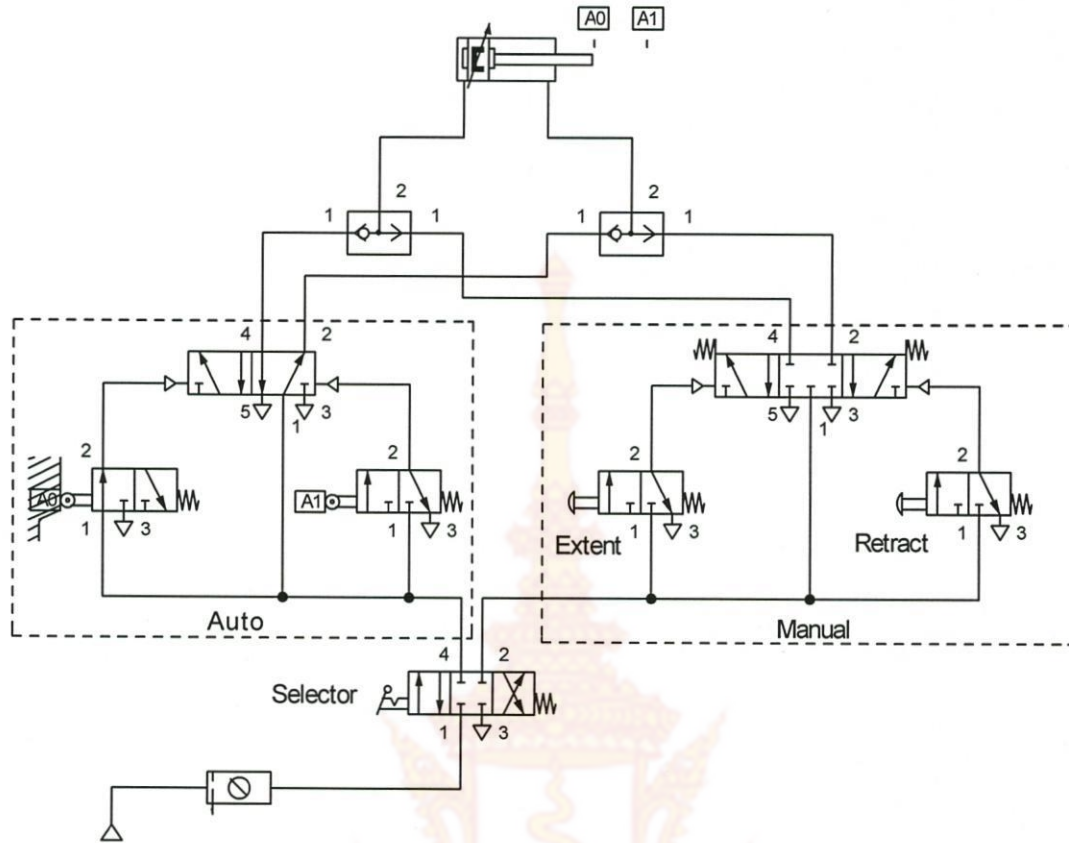 A0 A1
2 2
1 1 1 1
4 2 4 2
5 1 3 5 1 3
2 2 2 2
A0 A1
1 3 1 3 1 3 1 3
Extent Retract
Auto Manual
4 2
Selector
1 3